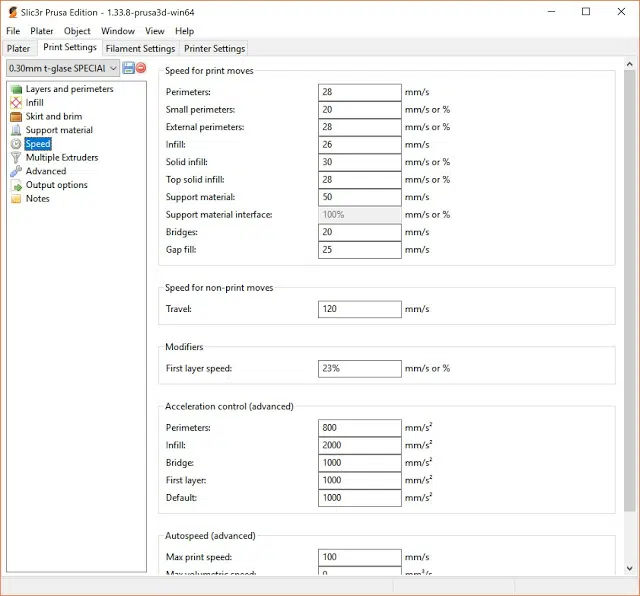 Slic3r Prusa Edition - 1.33.8-prusa3d-win64
File Plater Object Window View Help
Plater Print Settings Filament Settings Printer Settings
0.30mm t-glase SPECIAL
Layers and perimeters
Infill
Skirt and brim
Support material
Speed
Multiple Extruders
Advanced
Output options
Notes
Speed for print moves
Perimeters: 28 mm/s
Small perimeters: 20 mm/s or %
External perimeters: 28 mm/s or %
Infill: 26 mm/s
Solid infill: 30 mm/s or %
Top solid infill: 28 mm/s or %
Support material: 50 mm/s
Support material interface: 100% mm/s or %
Bridges: 20 mm/s
Gap fill: 25 mm/s
Speed for non-print moves
Travel: 120 mm/s
Modifiers
First layer speed: 23% mm/s or %
Acceleration control (advanced)
Perimeters: 800 mm/s²
Infill: 2000 mm/s²
Bridge: 1000 mm/s²
First layer: 1000 mm/s²
Default: 1000 mm/s²
Autospeed (advanced)
Max print speed: 100 mm/s
Max volumetric speed: 0 mm³/s